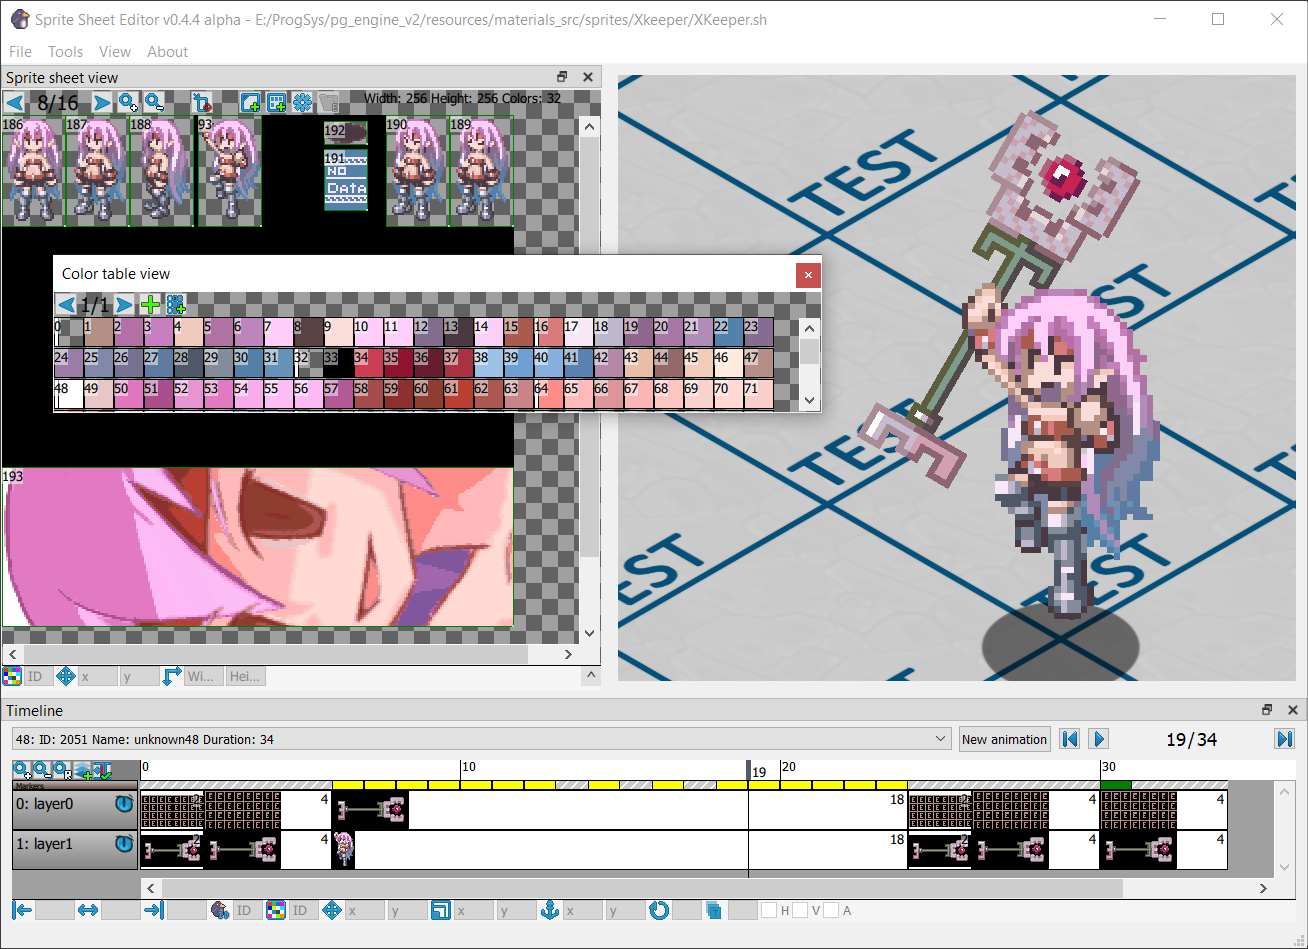 Sprite Sheet Editor v0.4.4 alpha - E:/ProgSys/pg_engine_v2/resources/materials_src/sprites/Xkeeper/XKeeper.sh
File Tools View About
Sprite sheet view
8/16 Width: 256 Height: 256 Colors: 32
186 187 188 93 192 190 189
191
NO
Data
Color table view
1/1
0 1 2 3 4 5 6 7 8 9 10 11 12 13 14 15 16 17 18 19 20 21 22 23
24 25 26 27 28 29 30 31 32 33 34 35 36 37 38 39 40 41 42 43 44 45 46 47
48 49 50 51 52 53 54 55 56 57 58 59 60 61 62 63 64 65 66 67 68 69 70 71
193
TEST
TEST
TEST
TEST
TEST
ID x y Wi... Hei...
Timeline
48: ID: 2051 Name: unknown48 Duration: 34
New animation
19/34
0 10 19 20 30
Markers
0: layer0 2 4 18 2 4 4
1: layer1 2 4 18 2 4 4
ID ID x y x y x y H V A